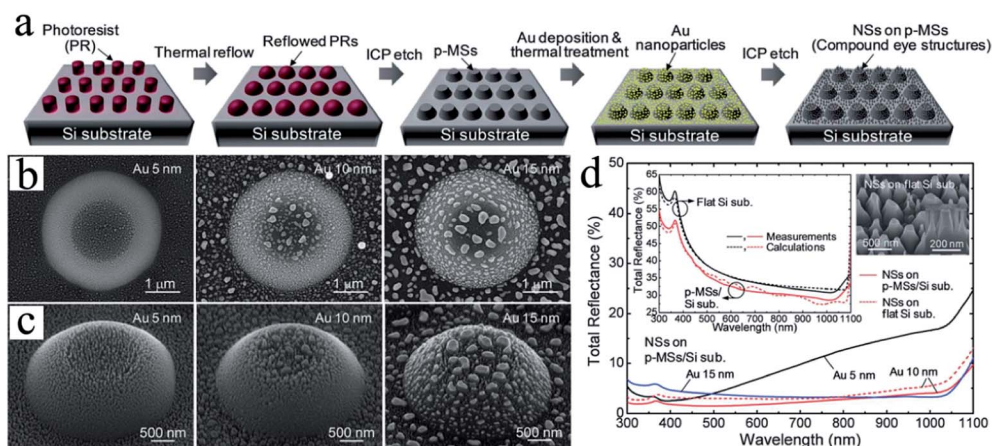 a
Photoresist
(PR)
Thermal reflow
Reflowed PRs
ICP etch
p-MSs
Au deposition &
thermal treatment
Au
nanoparticles
ICP etch
NSs on p-MSs
(Compound eye structures)
Si substrate
Si substrate
Si substrate
Si substrate
Si substrate
b
Au 5 nm
1 μm
Au 10 nm
1 μm
Au 15 nm
1 μm
c
Au 5 nm
500 nm
Au 10 nm
500 nm
Au 15 nm
500 nm
d
Total Reflectance (%)
50
40
30
20
10
0
300 400 500 600 700 800 900 1000 1100
Wavelength (nm)
Total Reflectance (%)
65
60
55
50
45
40
35
30
25
300 400 500 600 700 800 900 1000 1100
Wavelength (nm)
Flat Si sub.
Measurements
Calculations
p-MSs/
Si sub.
NSs on flat Si sub.
500 nm
200 nm
NSs on
p-MSs/Si sub.
NSs on
flat Si sub.
NSs on
p-MSs/Si sub.
Au 15 nm
Au 5 nm
Au 10 nm